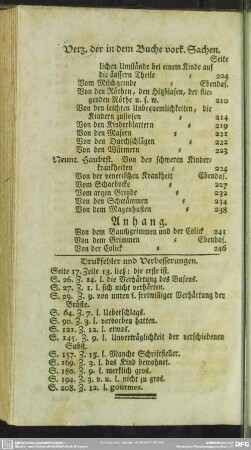 Verz. der in dem Buche vork. Sachen.
Seite
lichen Umstände bei einem Kinde auf
die äussern Theile 204
Vom Milchgrinde Ebendas.
Von den Röthen, den Hitzblasen, der flie-
genden Röthe u. s. w. 210
Von den leichten Unbequemlichkeiten, die
Kindern zustosen 214
Von den Kinderblattern 219
Von den Masern 221
Von den Durchschlägen 222
Von den Würmern 223
Neunt. Hauptst. Von den schweren Kinder-
krankheiten 224
Von der venerischen Krankheit Ebendas.
Vom Scharbocke 227
Vom argen Grinde 232
Von den Schwämmen 234
Von dem Magenhusten 238
Anhang.
Von dem Bauchgrimmen und der Colick 241
Von dem Grimmen Ebendas.
Von der Colick 246
Druckfehler und Verbesserungen.
Seite 17. Zeile 13. lies: die erste ist.
S. 26. Z. 14. l. die Verhärtung des Busens.
S. 27. Z. 1. l. sich nicht verhärten.
S. 29. Z. 9. von unten l. freiwilliger Verhärtung der
Brüste.
S. 64. Z. 7. l. Ueberschlags.
S. 90. Z. 3. l. verdorben hatten.
S. 121. Z. 12. l. etwas.
S. 145. Z. 9. l. Unverträglichkeit der verschiedenen
Subst.
S. 157. Z. 15. l. Manche Schriftsteller.
S. 169. Z. 3. l. das Kind bewohnet.
S. 180. Z. 9. l. merklich gros.
S. 194. Z. 3. v. u. l. nicht zu gros.
S. 208. Z. 12. l. gourmes.